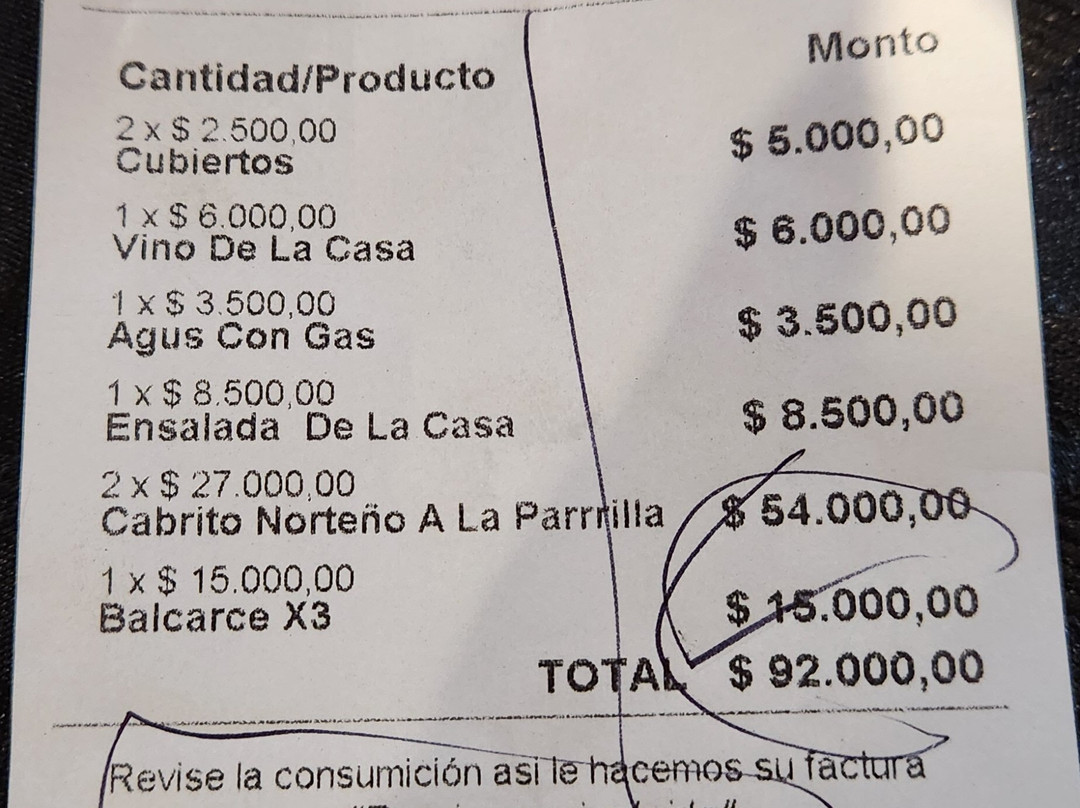 Cantidad/Producto Monto
2 x $ 2.500,00
Cubiertos $ 5.000,00
1 x $ 6.000,00
Vino De La Casa $ 6.000,00
1 x $ 3.500,00
Agus Con Gas $ 3.500,00
1 x $ 8.500,00
Ensalada De La Casa $ 8.500,00
2 x $ 27.000,00
Cabrito Norteño A La Parrrilla $ 54.000,00
1 x $ 15.000,00
Balcarce X3 $ 15.000,00
TOTAL $ 92.000,00
Revise la consumición asi le hacemos su factura